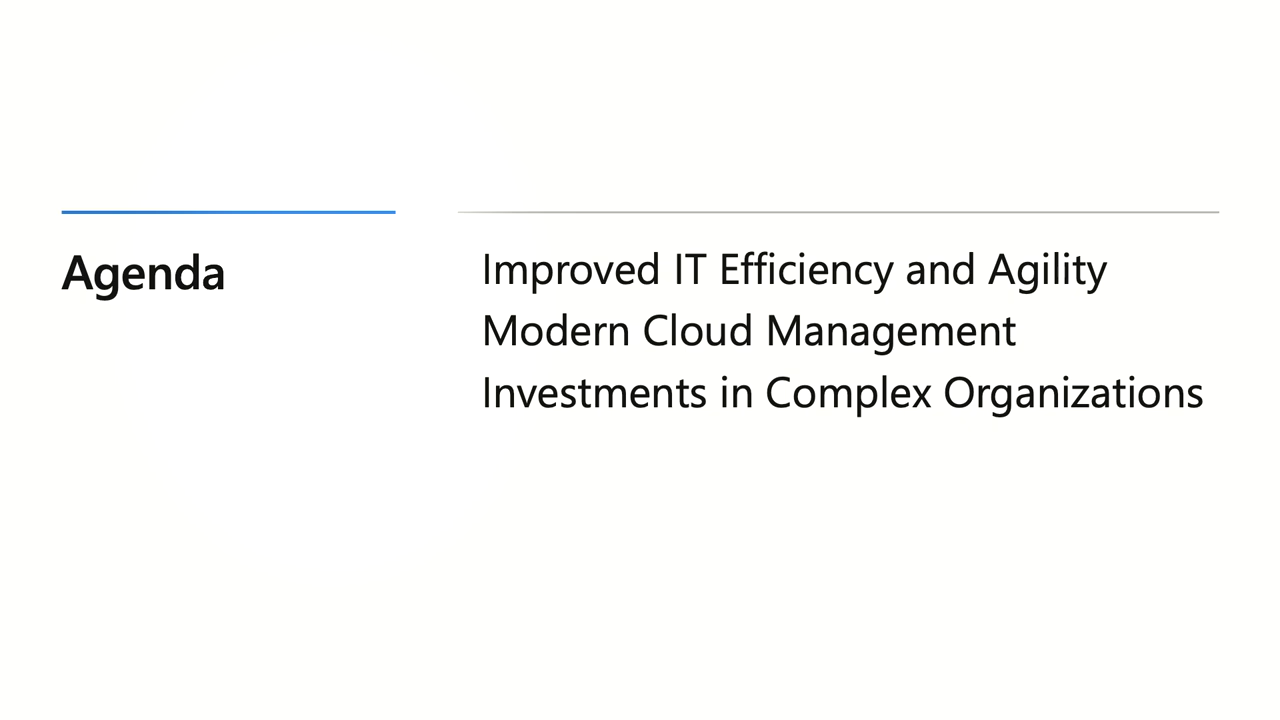 Agenda
Improved IT Efficiency and Agility
Modern Cloud Management
Investments in Complex Organizations